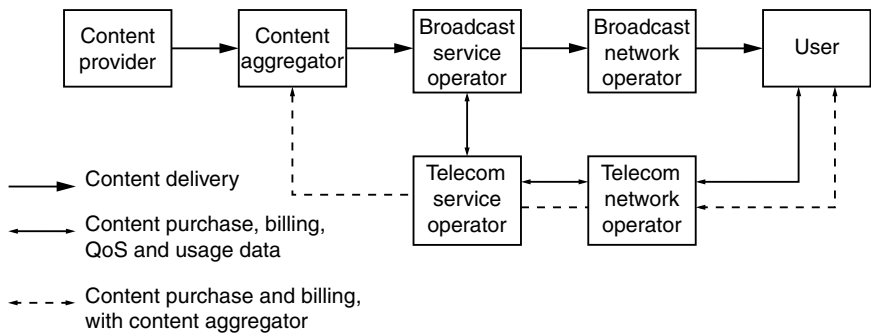 Content
provider
Content
aggregator
Broadcast
service
operator
Broadcast
network
operator
User
Telecom
service
operator
Telecom
network
operator
Content delivery
Content purchase, billing,
QoS and usage data
Content purchase and billing,
with content aggregator